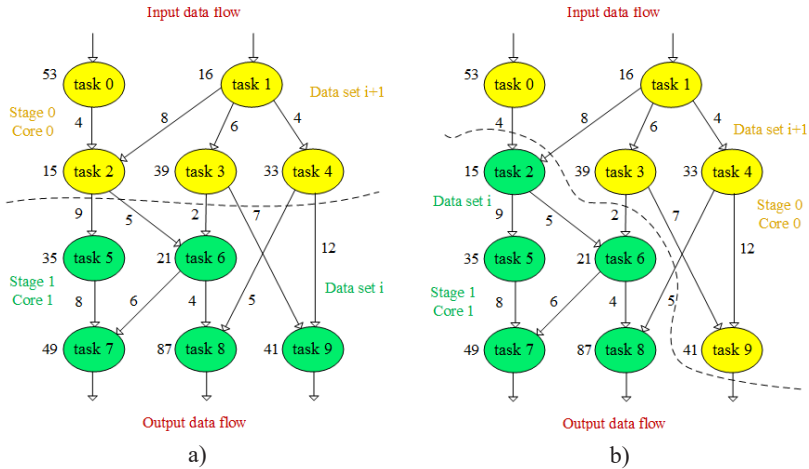 Input data flow
53
task 0
16
task 1
Data set i+1
Stage 0
Core 0
4
8
6
4
15
task 2
39
task 3
33
task 4
9
5
2
7
12
35
task 5
21
task 6
Stage 1
Core 1
Data set i
8
6
4
5
49
task 7
87
task 8
41
task 9
Output data flow
a)
Input data flow
53
task 0
16
task 1
4
8
6
4
Data set i+1
15
task 2
39
task 3
33
task 4
Data set i
Stage 0
Core 0
9
5
2
7
12
35
task 5
21
task 6
Stage 1
Core 1
8
6
4
5
49
task 7
87
task 8
41
task 9
Output data flow
b)